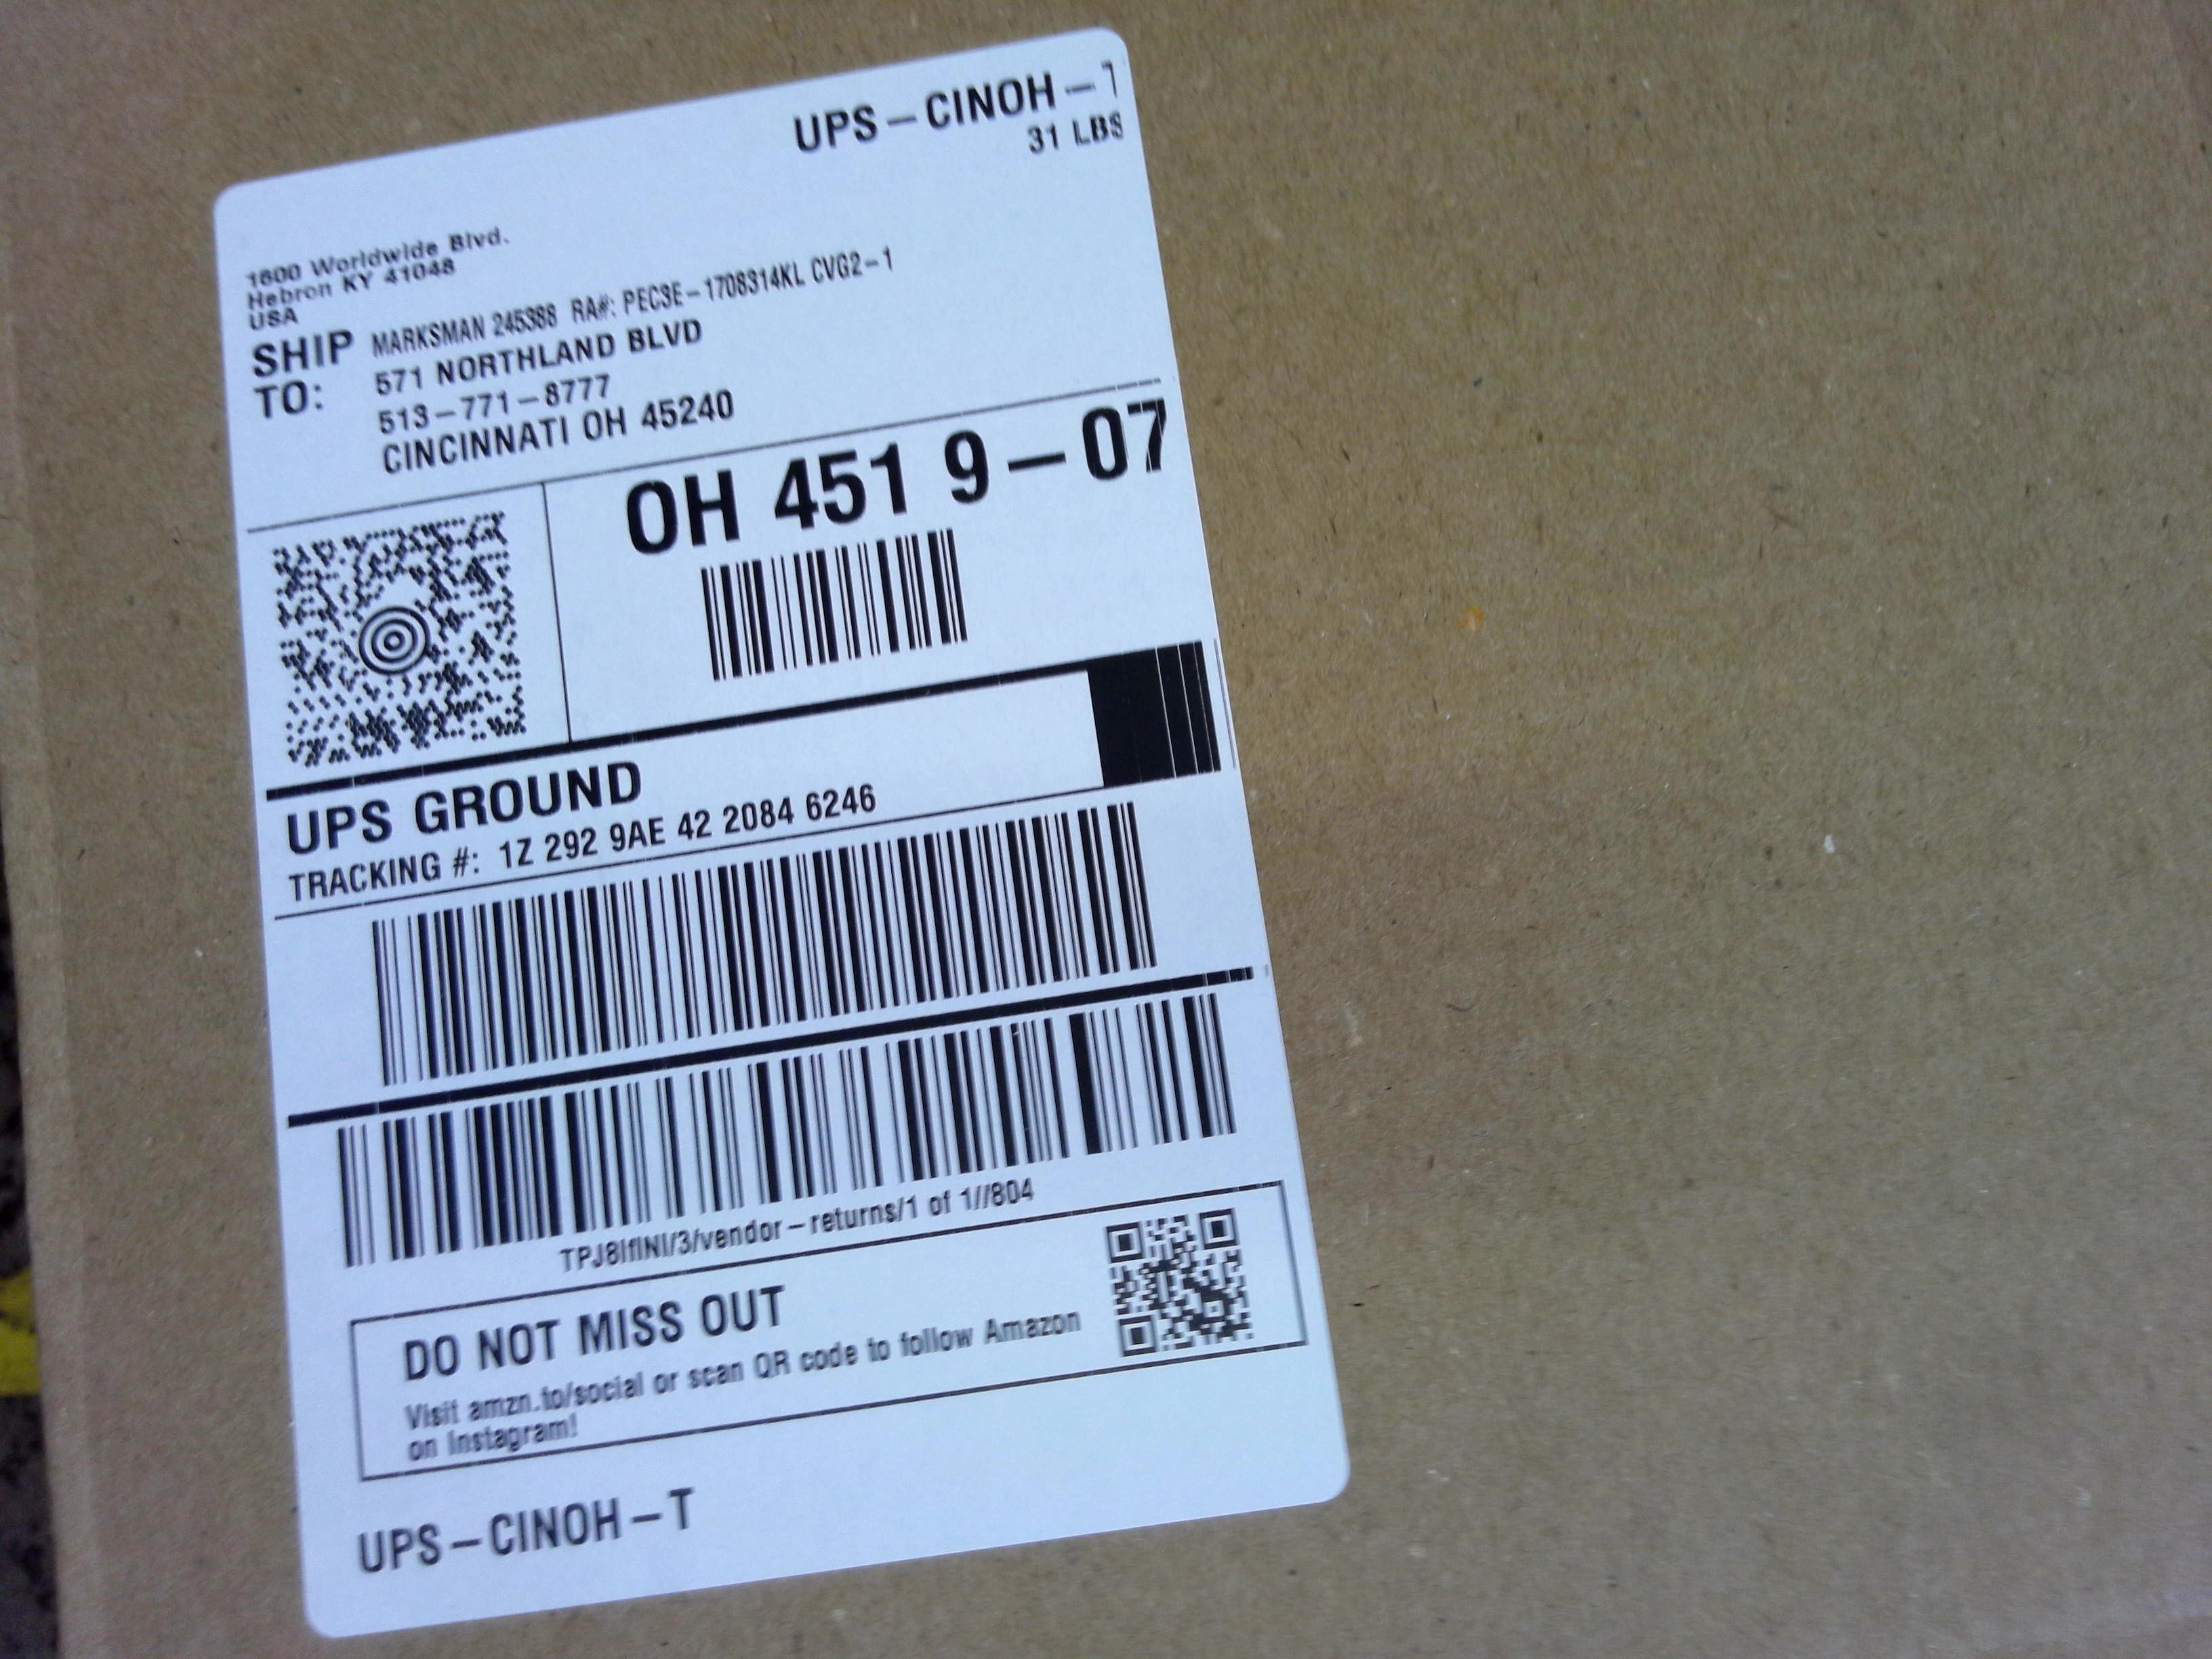 UPS-CINOH-T
31 LBS
1600 Worldwide Blvd.
Hebron KY 41048
USA
SHIP TO:
MARKSMAN 245388 RA#: PEC3E-1708314KL CVG2-1
571 NORTHLAND BLVD
513-771-8777
CINCINNATI OH 45240
OH 451 9-07
UPS GROUND
TRACKING #: 1Z 292 9AE 42 2084 6246
TPJ8IfINI/3/vendor-returns/1 of 1//804
DO NOT MISS OUT
Visit amzn.to/social or scan QR code to follow Amazon
on Instagram!
UPS-CINOH-T